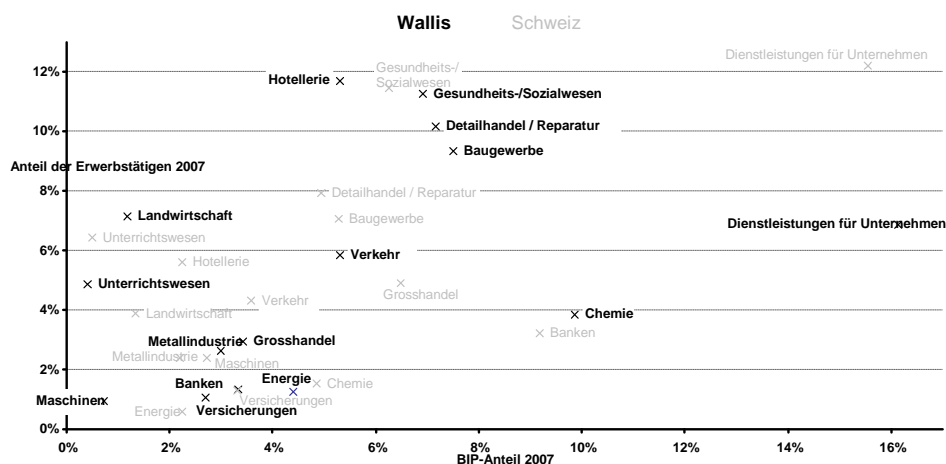 Wallis Schweiz
Dienstleistungen für Unternehmen
12%
Hotellerie
Gesundheits-/
Sozialwesen
Gesundheits-/Sozialwesen
Detailhandel / Reparatur
10%
Baugewerbe
Anteil der Erwerbstätigen 2007
8%
Detailhandel / Reparatur
Landwirtschaft
Baugewerbe
Dienstleistungen für Unternehmen
Unterrichtswesen
6%
Verkehr
Hotellerie
Unterrichtswesen
Grosshandel
Verkehr
4%
Landwirtschaft
Chemie
Banken
Metallindustrie
Grosshandel
Metallindustrie
Maschinen
2%
Banken
Energie
Chemie
Versicherungen
Maschinen
Energie
Versicherungen
0%
0% 2% 4% 6% 8% 10% 12% 14% 16%
BIP-Anteil 2007